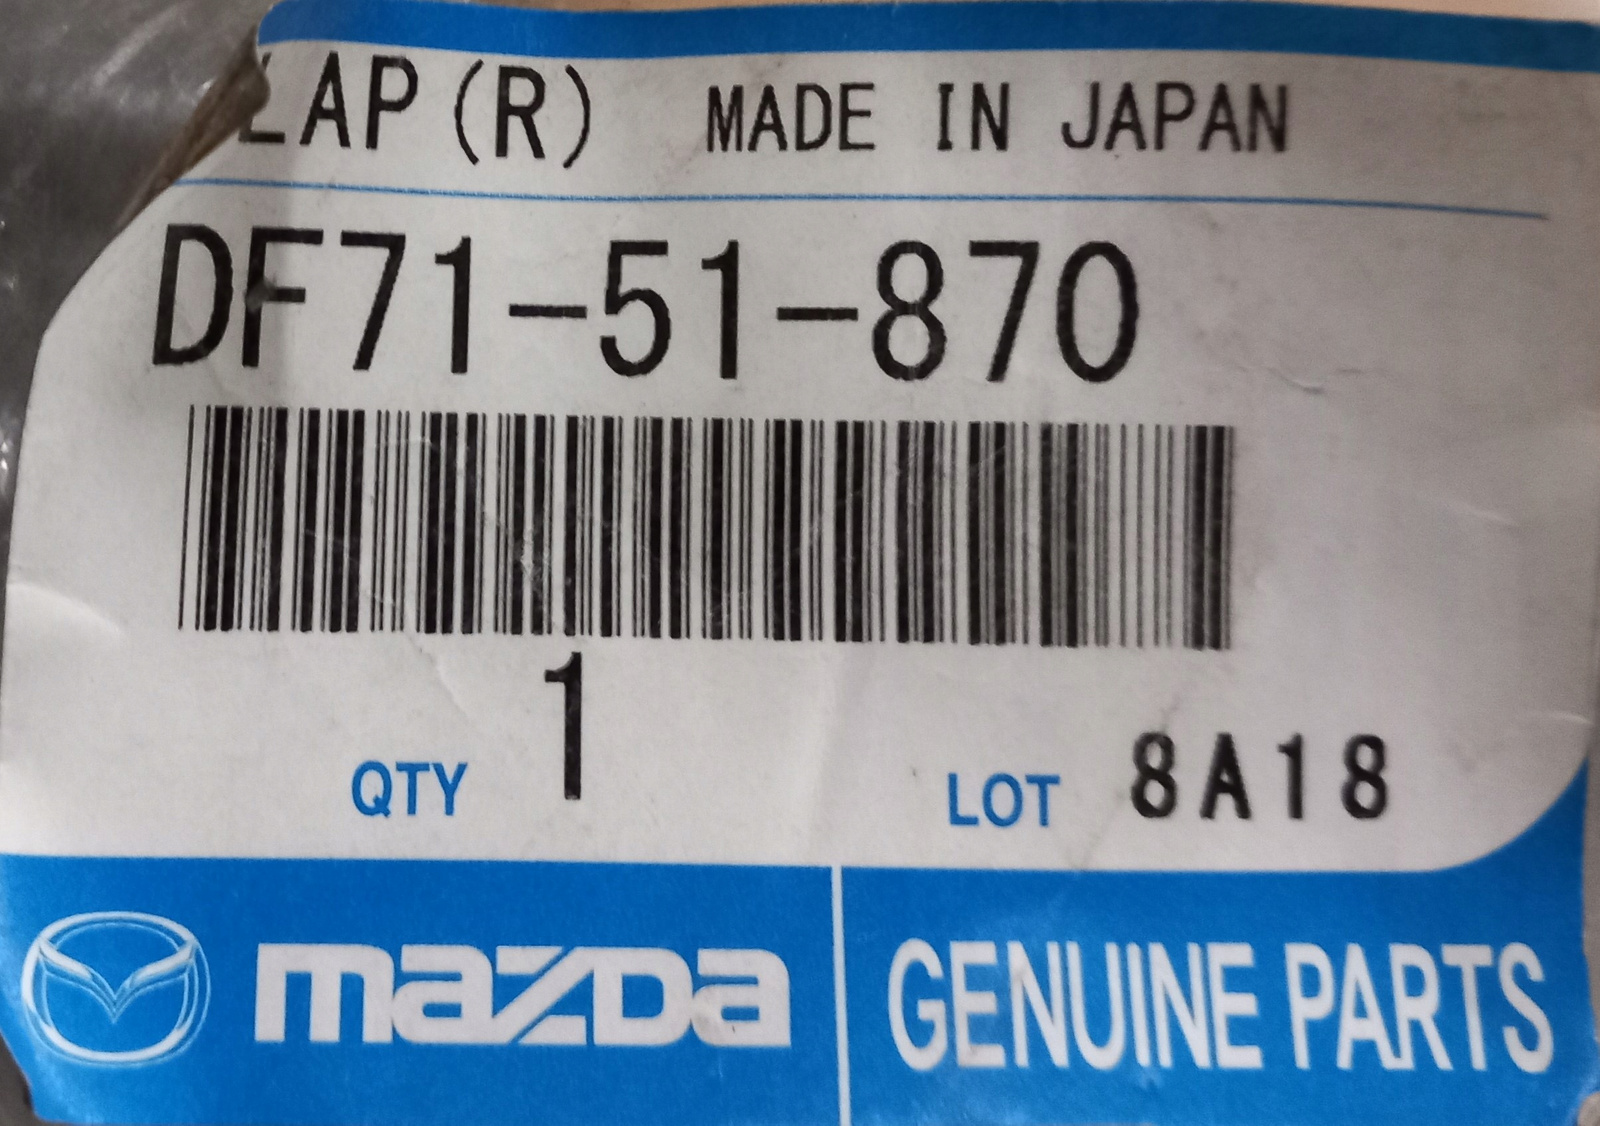 LAP(R) MADE IN JAPAN
DF71-51-870
QTY 1 LOT 8A18
mazda GENUINE PARTS